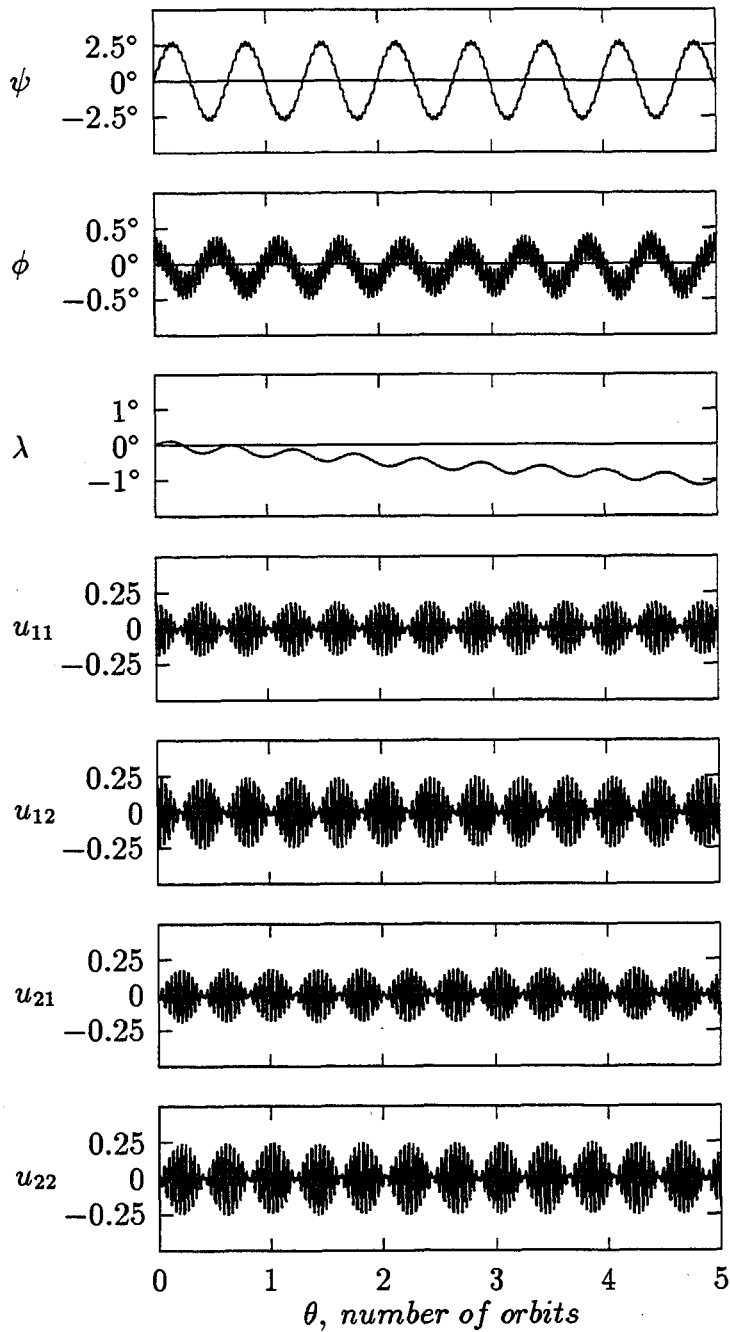 2.5°
ψ 0°
−2.5°
0.5°
ϕ 0°
−0.5°
1°
λ 0°
−1°
0.25
u₁₁ 0
−0.25
0.25
u₁₂ 0
−0.25
0.25
u₂₁ 0
−0.25
0.25
u₂₂ 0
−0.25
0 1 2 3 4 5
θ, number of orbits